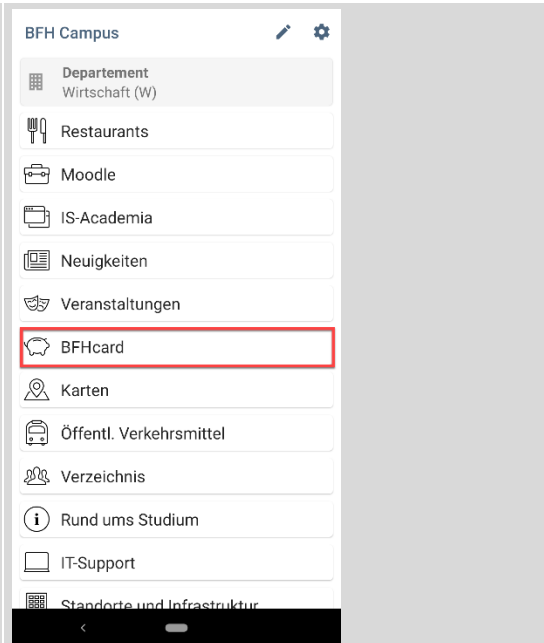 BFH Campus
Departement
Wirtschaft (W)
Restaurants
Moodle
IS-Academia
Neuigkeiten
Veranstaltungen
BFHcard
Karten
Öffentl. Verkehrsmittel
Verzeichnis
Rund ums Studium
IT-Support
Standorte und Infrastruktur